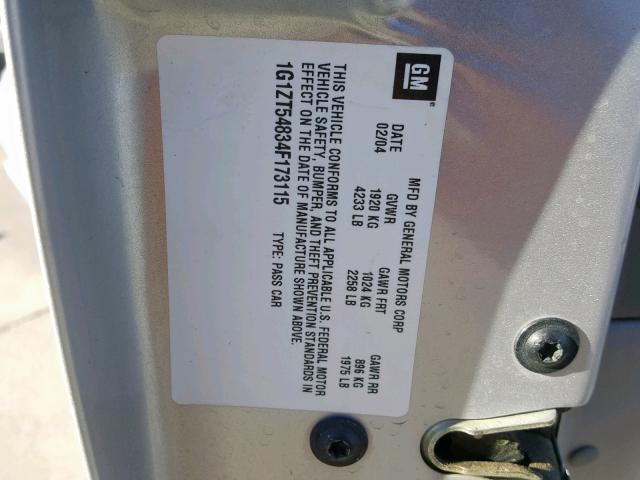 GM
MFD BY GENERAL MOTORS CORP
DATE GVWR GAWR FRT GAWR RR
02/04 1920 KG 1024 KG 896 KG
4233 LB 2258 LB 1975 LB
THIS VEHICLE CONFORMS TO ALL APPLICABLE U.S. FEDERAL MOTOR
VEHICLE SAFETY, BUMPER, AND THEFT PREVENTION STANDARDS IN
EFFECT ON THE DATE OF MANUFACTURE SHOWN ABOVE.
1G1ZT54834F173115 TYPE: PASS CAR